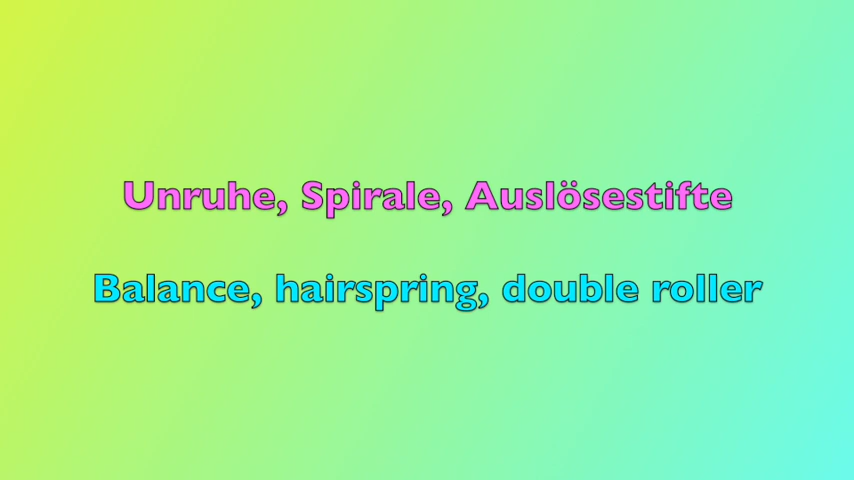 Unruhe, Spirale, Auslösestifte
Balance, hairspring, double roller